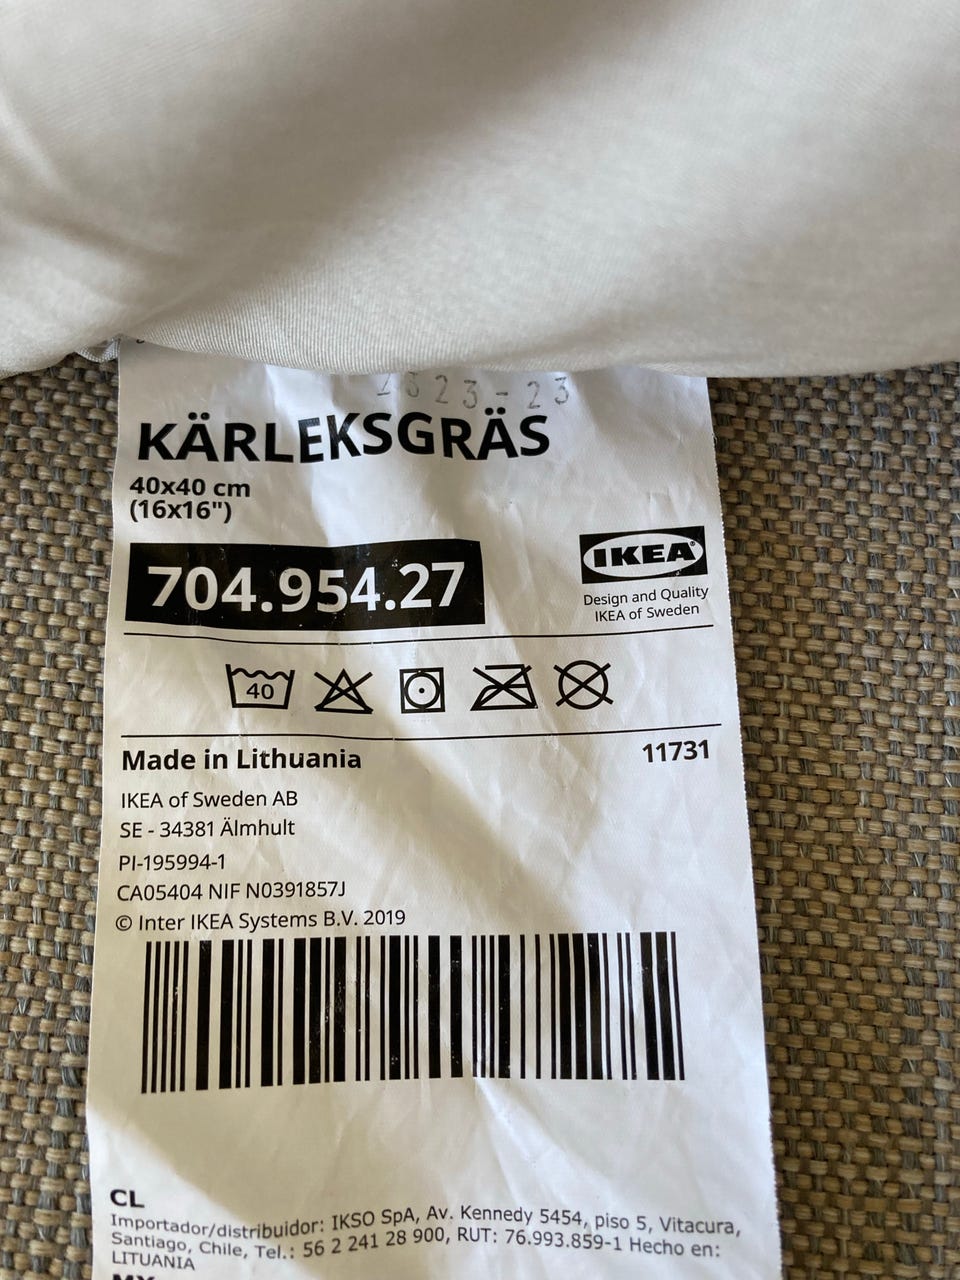 23-23
KÄRLEKSGRÄS
40x40 cm
(16x16")
704.954.27
IKEA®
Design and Quality
IKEA of Sweden
40
Made in Lithuania
11731
IKEA of Sweden AB
SE - 34381 Älmhult
PI-195994-1
CA05404 NIF N0391857J
© Inter IKEA Systems B.V. 2019
CL
Importador/distribuidor: IKSO SpA, Av. Kennedy 5454, piso 5, Vitacura,
Santiago, Chile, Tel.: 56 2 241 28 900, RUT: 76.993.859-1 Hecho en:
LITUANIA
MX